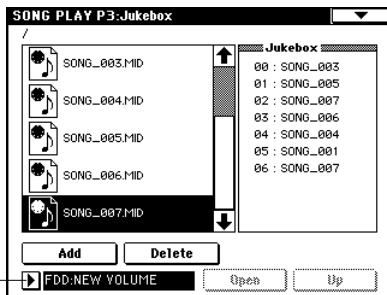 SONG PLAY P3:Jukebox
/
SONG_003.MID
SONG_004.MID
SONG_005.MID
SONG_006.MID
SONG_007.MID
Jukebox
00 : SONG_003
01 : SONG_005
02 : SONG_007
03 : SONG_006
04 : SONG_004
05 : SONG_001
06 : SONG_007
Add
Delete
FDD:NEW VOLUME
Open
Up